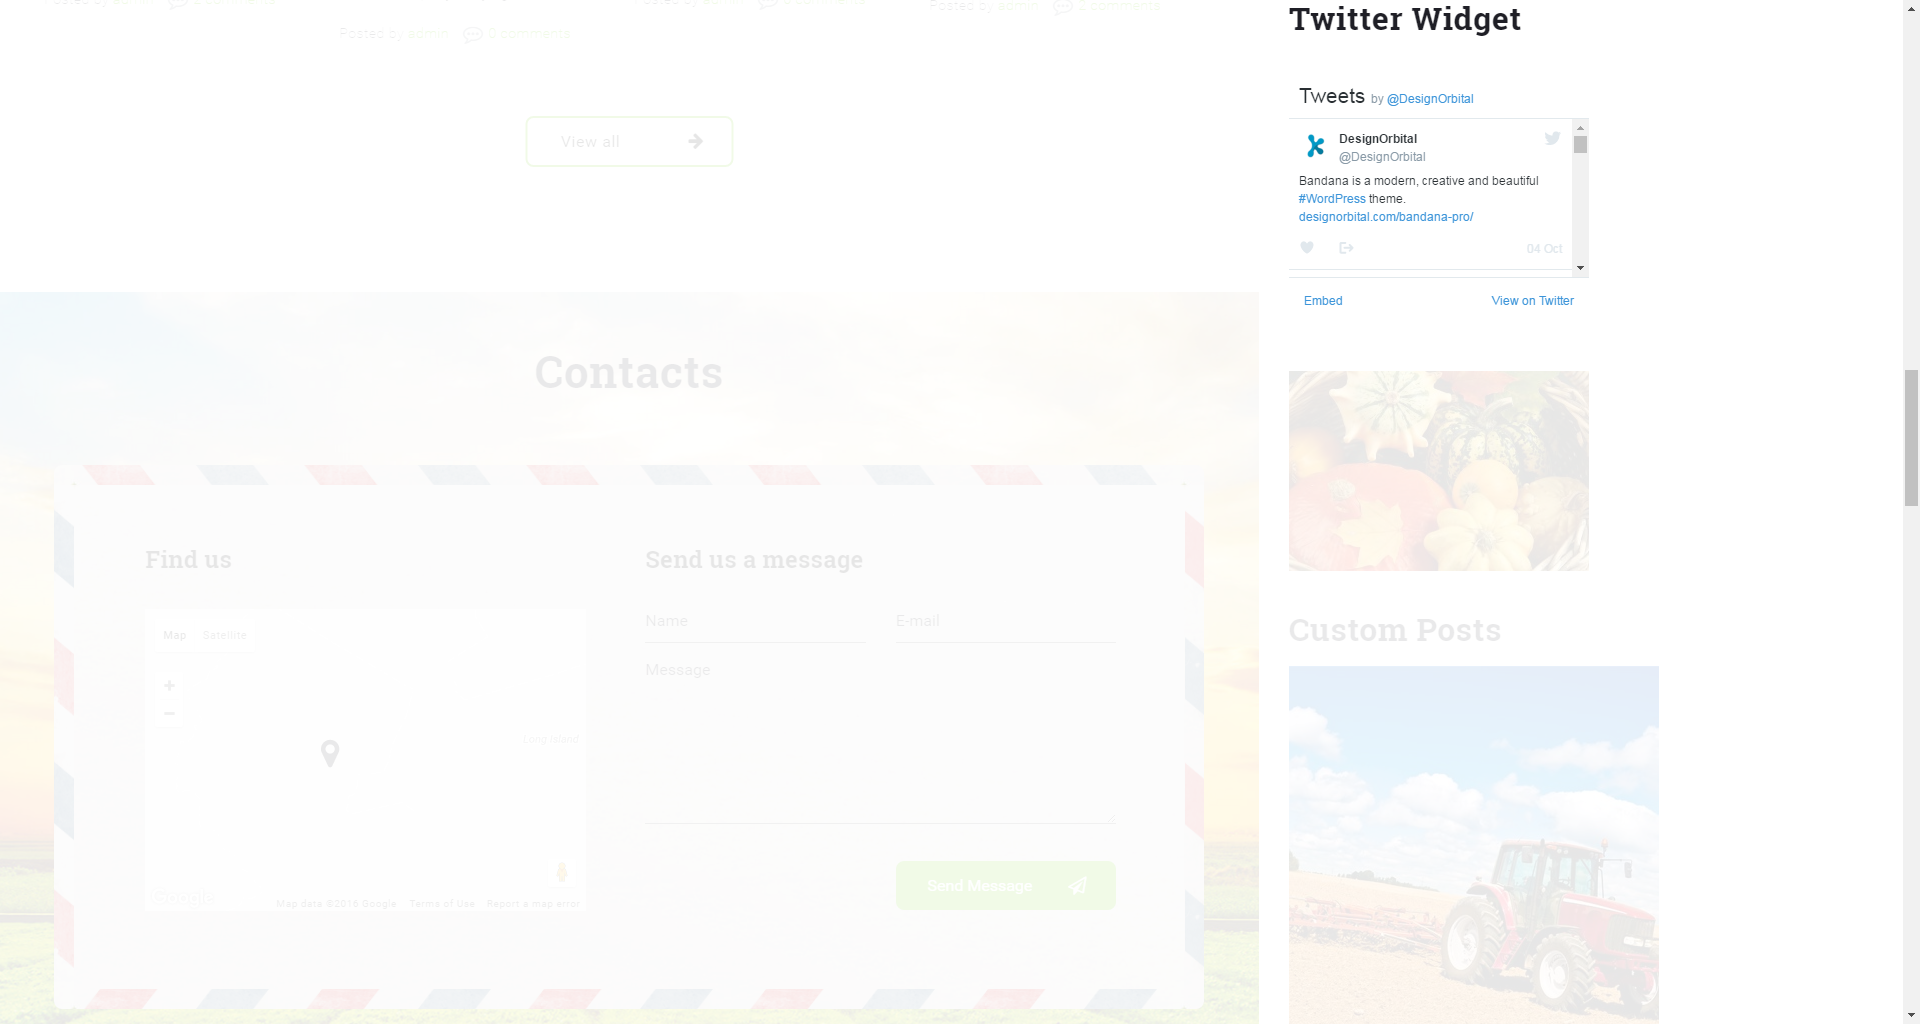 Posted by admin 2 comments
Posted by admin 0 comments
Posted by admin 0 comments
Posted by admin 2 comments
View all
Contacts
Find us
Map Satellite
+
−
Long Island
Google
Map data ©2016 Google Terms of Use Report a map error
Send us a message
Name E-mail
Message
Send Message
Twitter Widget
Tweets by @DesignOrbital
DesignOrbital
@DesignOrbital
Bandana is a modern, creative and beautiful
#WordPress theme.
designorbital.com/bandana-pro/
04 Oct
Embed View on Twitter
Custom Posts